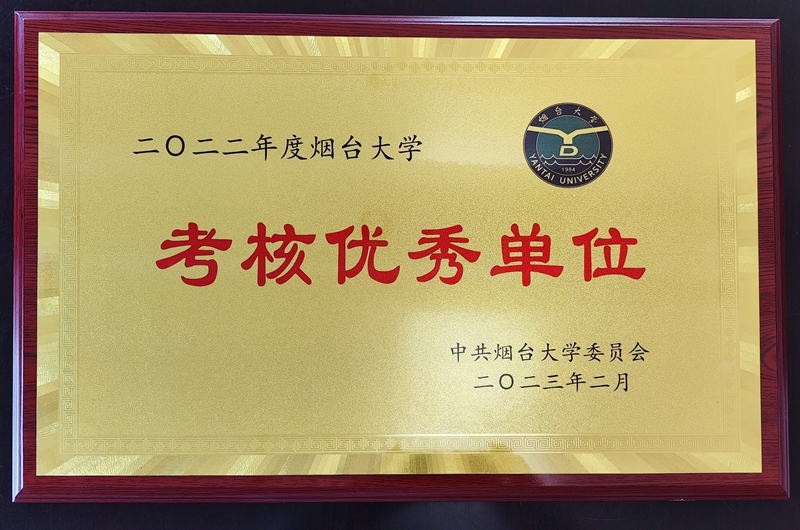 二〇二二年度烟台大学
烟台大学
YD
1984
YANTAI UNIVERSITY
考核优秀单位
中共烟台大学委员会
二〇二三年二月